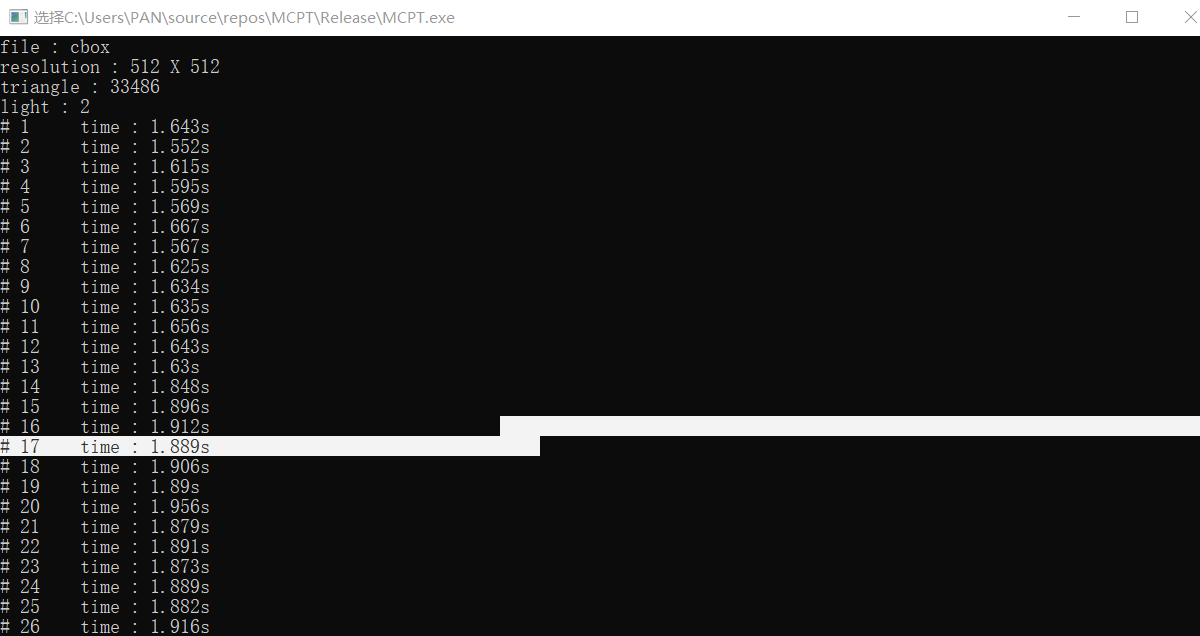 选择C:\Users\PAN\source\repos\MCPT\Release\MCPT.exe
file : cbox
resolution : 512 X 512
triangle : 33486
light : 2
# 1 time : 1.643s
# 2 time : 1.552s
# 3 time : 1.615s
# 4 time : 1.595s
# 5 time : 1.569s
# 6 time : 1.667s
# 7 time : 1.567s
# 8 time : 1.625s
# 9 time : 1.634s
# 10 time : 1.635s
# 11 time : 1.656s
# 12 time : 1.643s
# 13 time : 1.63s
# 14 time : 1.848s
# 15 time : 1.896s
# 16 time : 1.912s
# 17 time : 1.889s
# 18 time : 1.906s
# 19 time : 1.89s
# 20 time : 1.956s
# 21 time : 1.879s
# 22 time : 1.891s
# 23 time : 1.873s
# 24 time : 1.889s
# 25 time : 1.882s
# 26 time : 1.916s